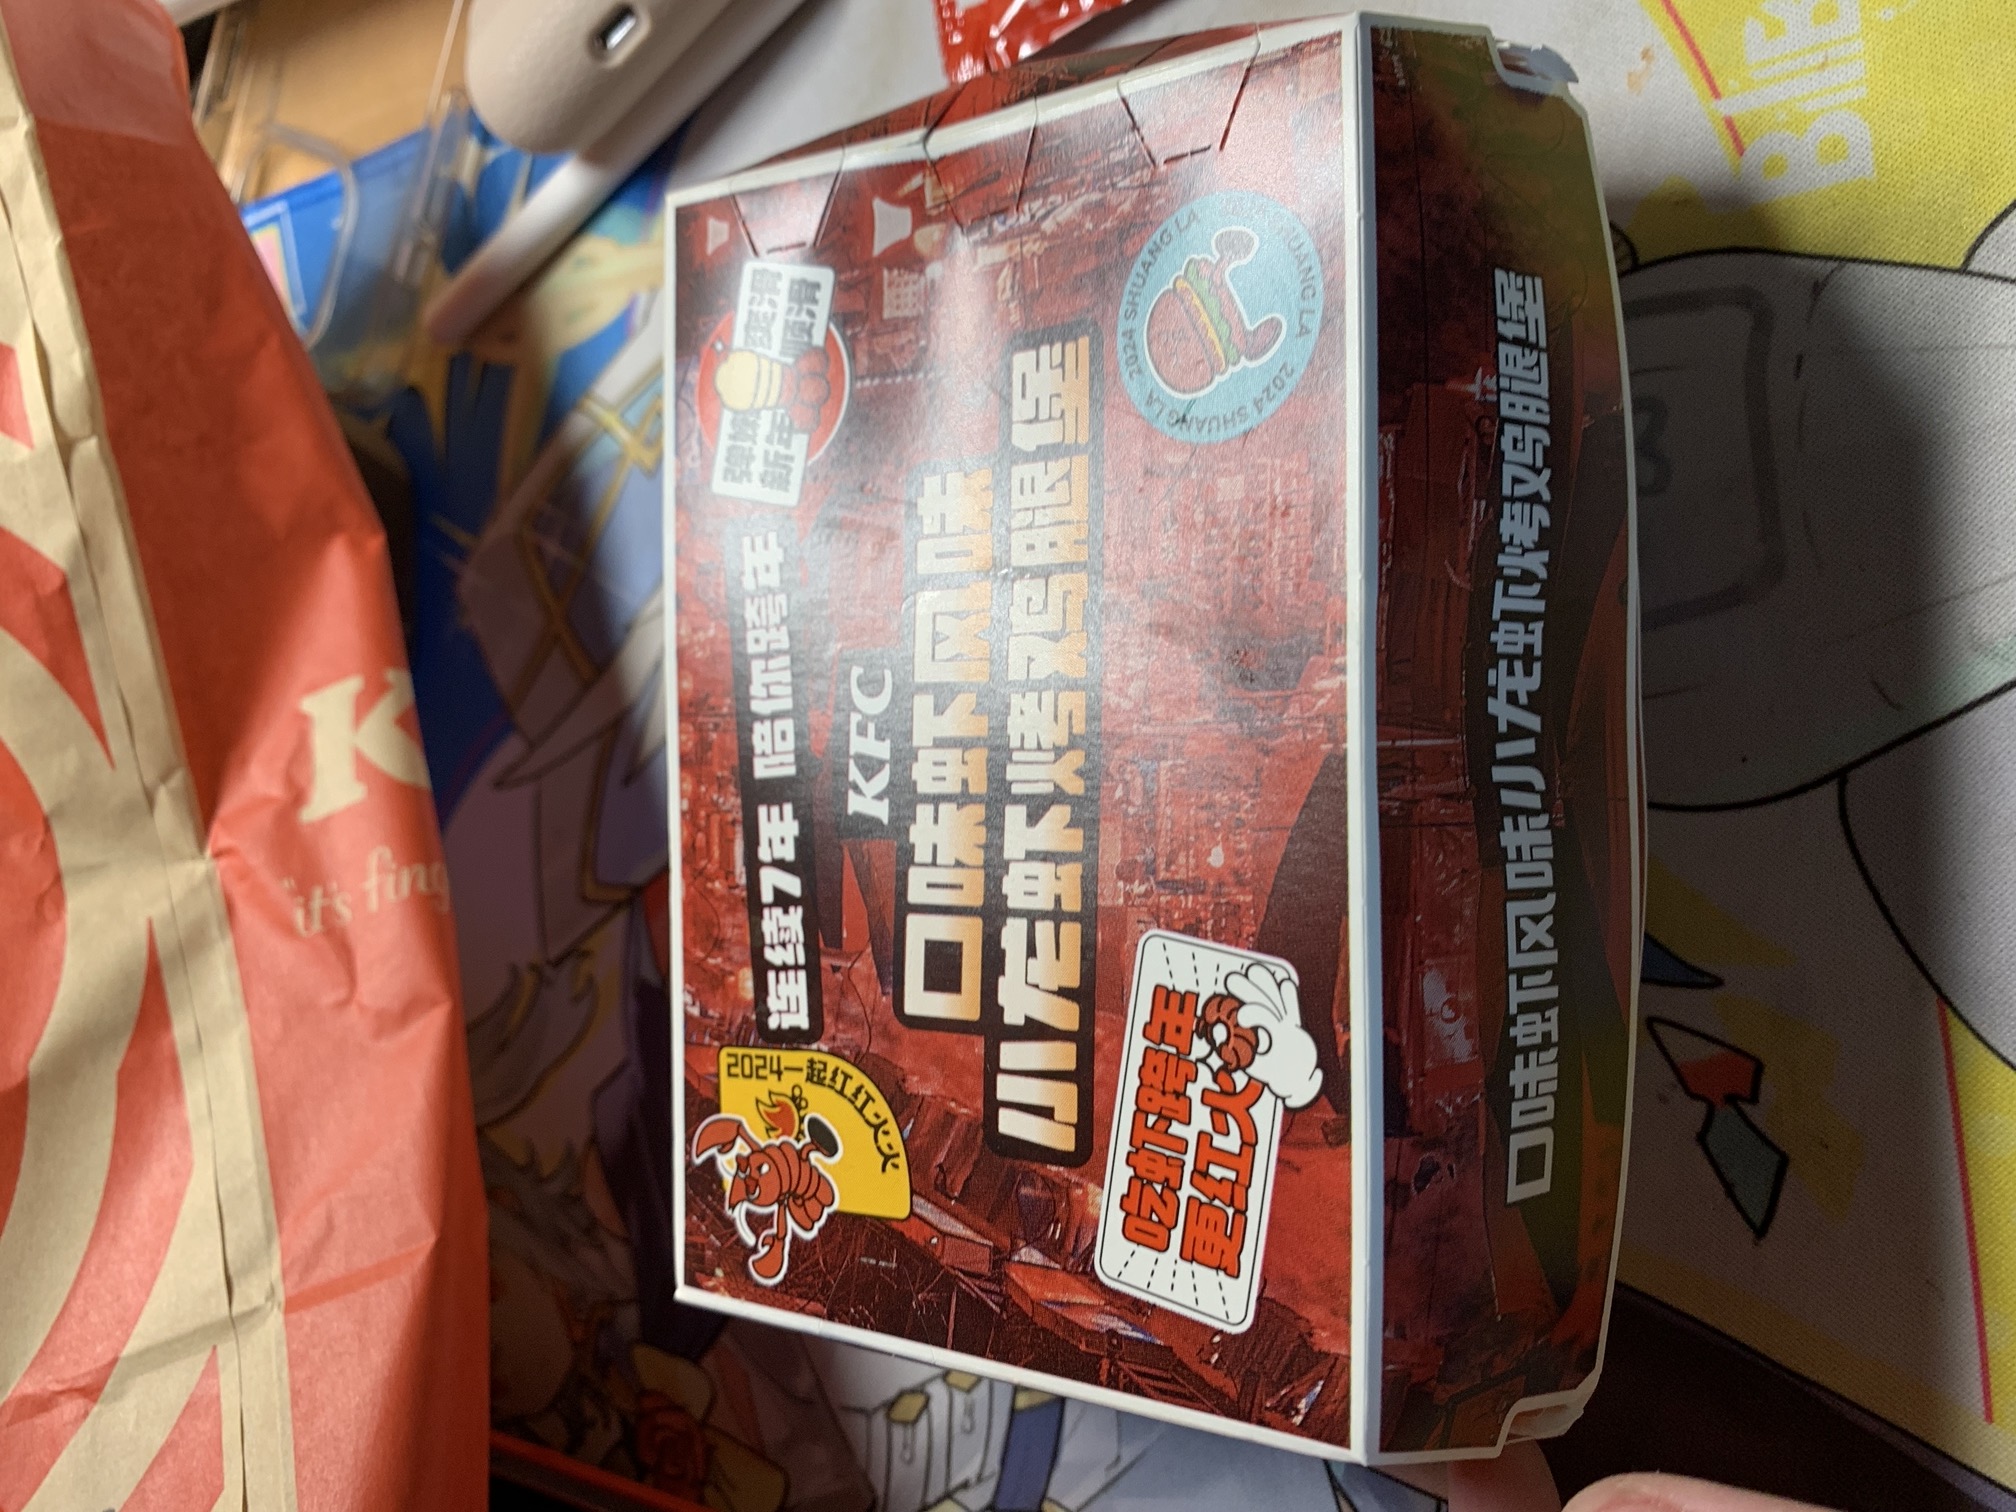 连续7年 陪你跨年
弹嫩爽滑
新年顺滑
2024一起红红火火
KFC
口味虾风味
小龙虾烤鸡腿堡
吃虾跨年
更红火
2024 SHUANG LA
2024 SHUANG LA
口味虾风味小龙虾烤鸡腿堡
K
"it's fing